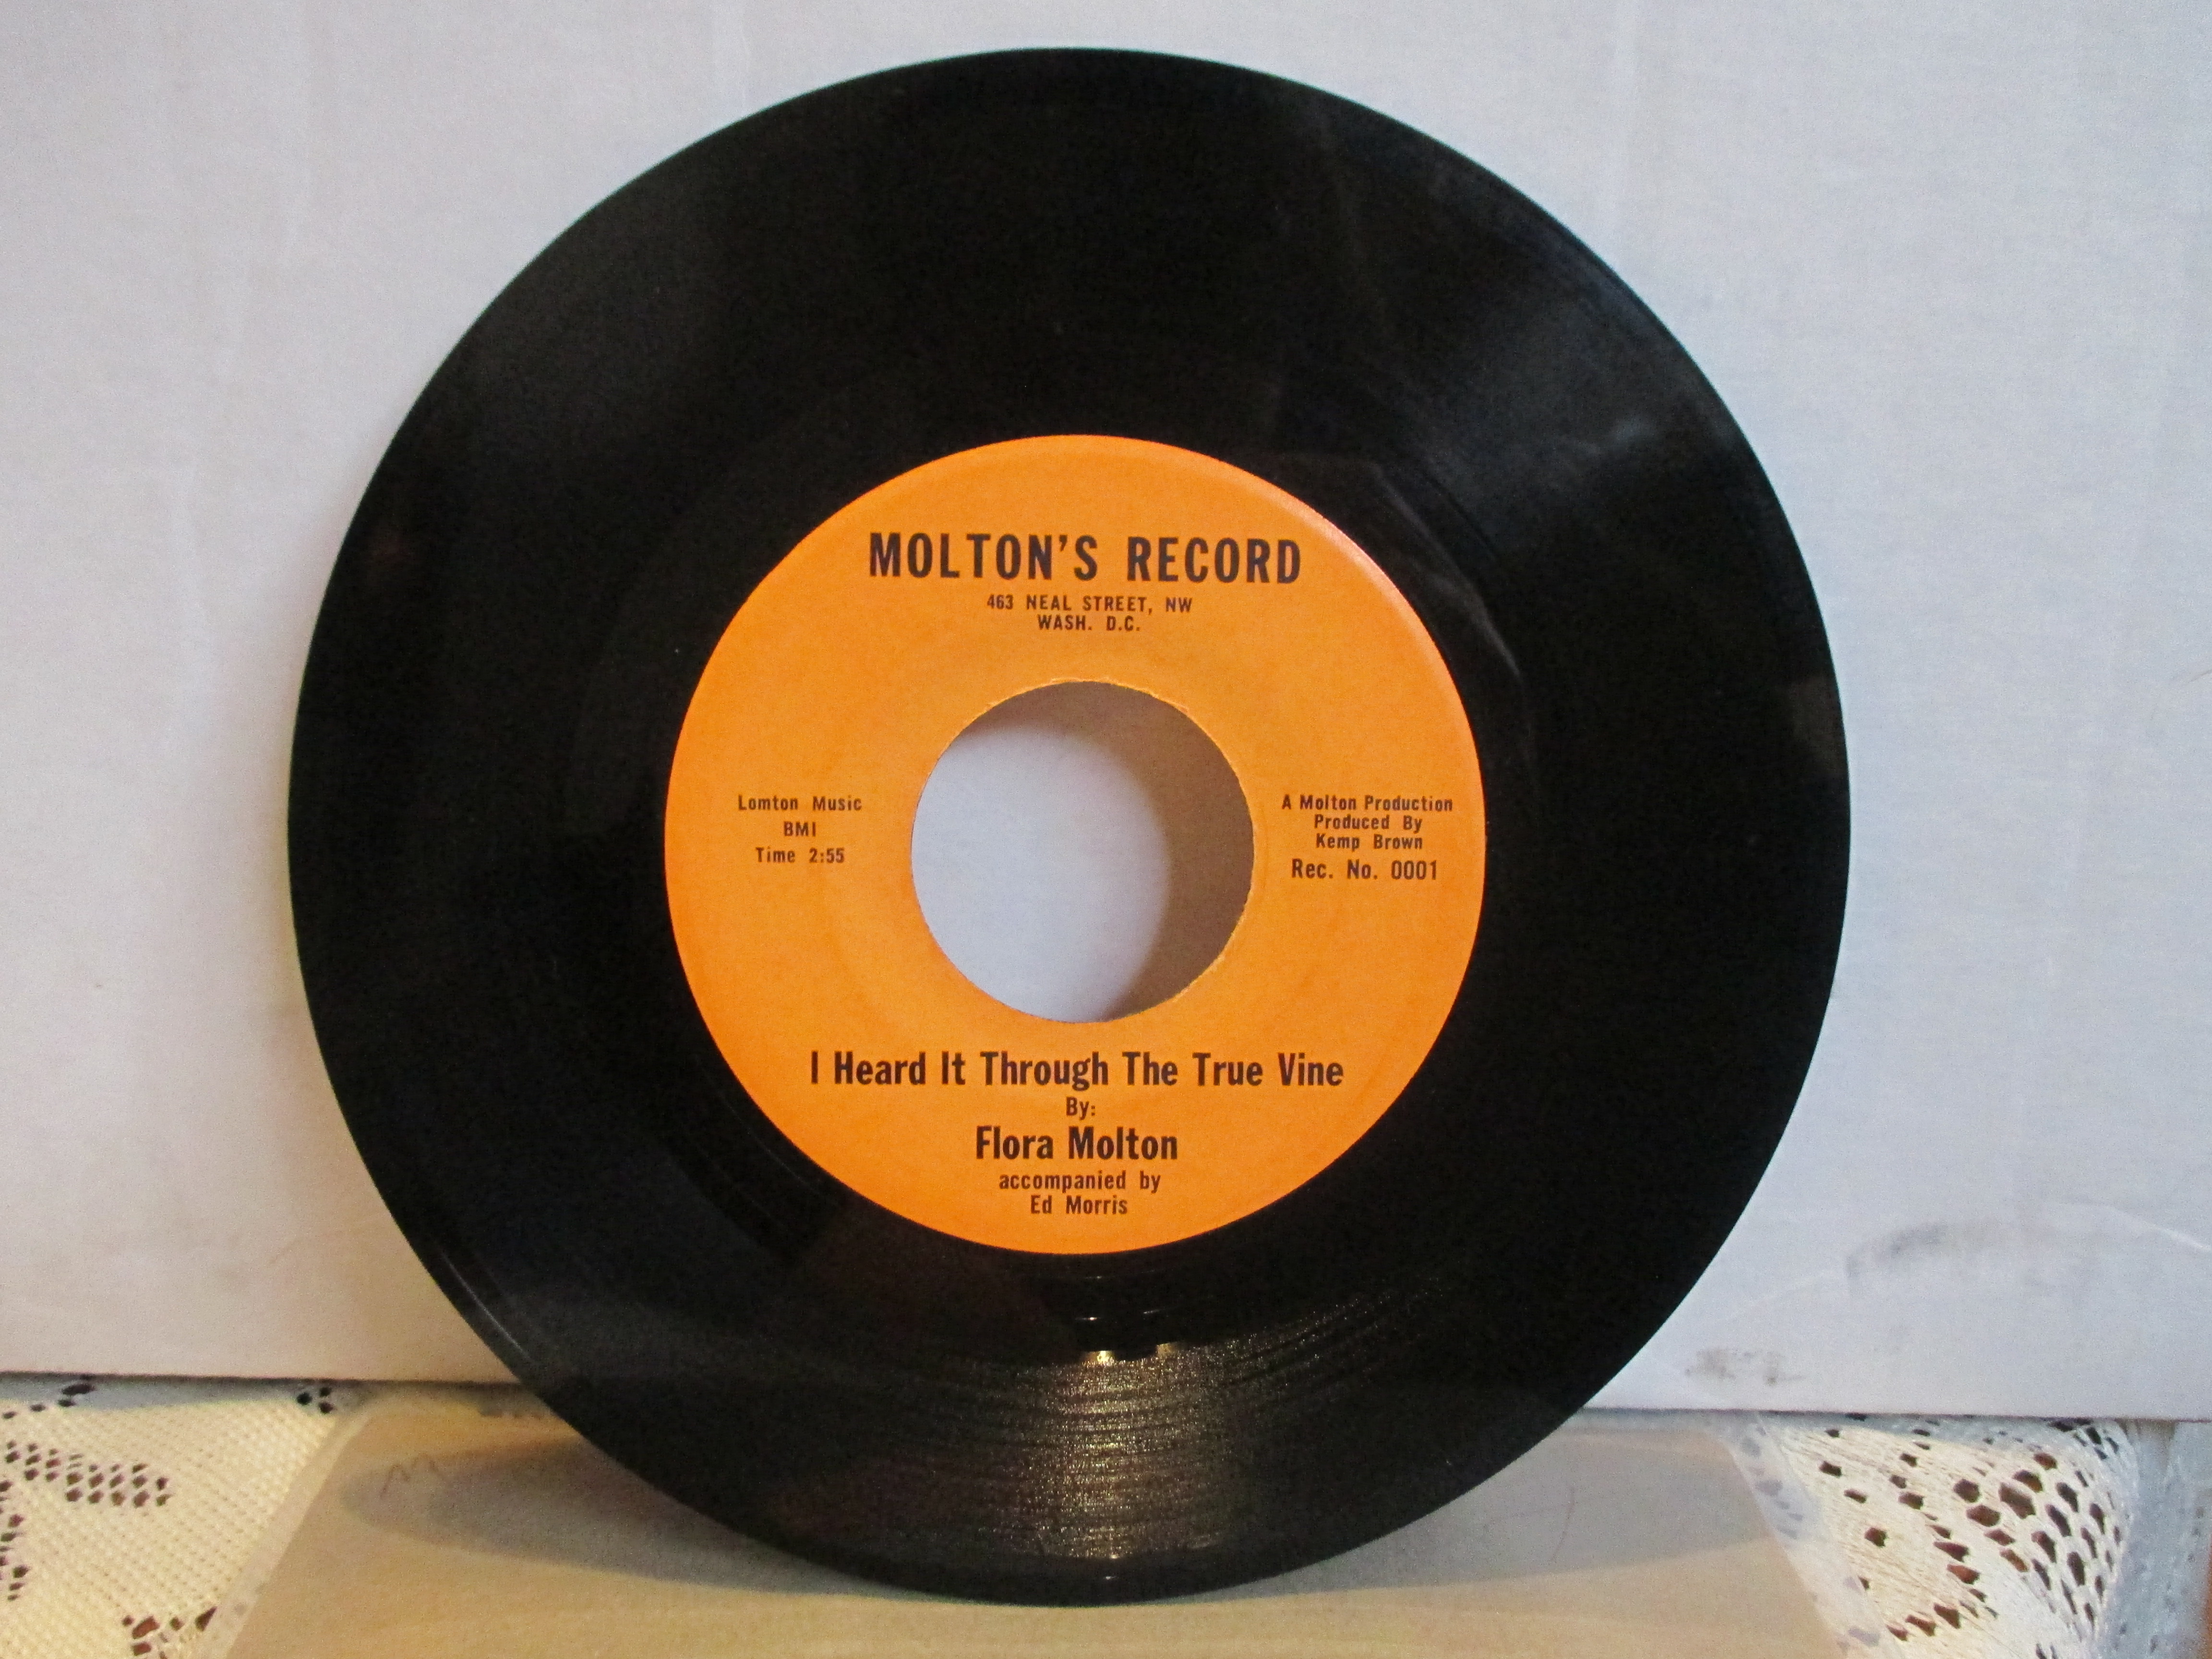 MOLTON'S RECORD
463 NEAL STREET, NW
WASH. D.C.
Lomton Music
BMI
Time 2:55
A Molton Production
Produced By
Kemp Brown
Rec. No. 0001
I Heard It Through The True Vine
By:
Flora Molton
accompanied by
Ed Morris